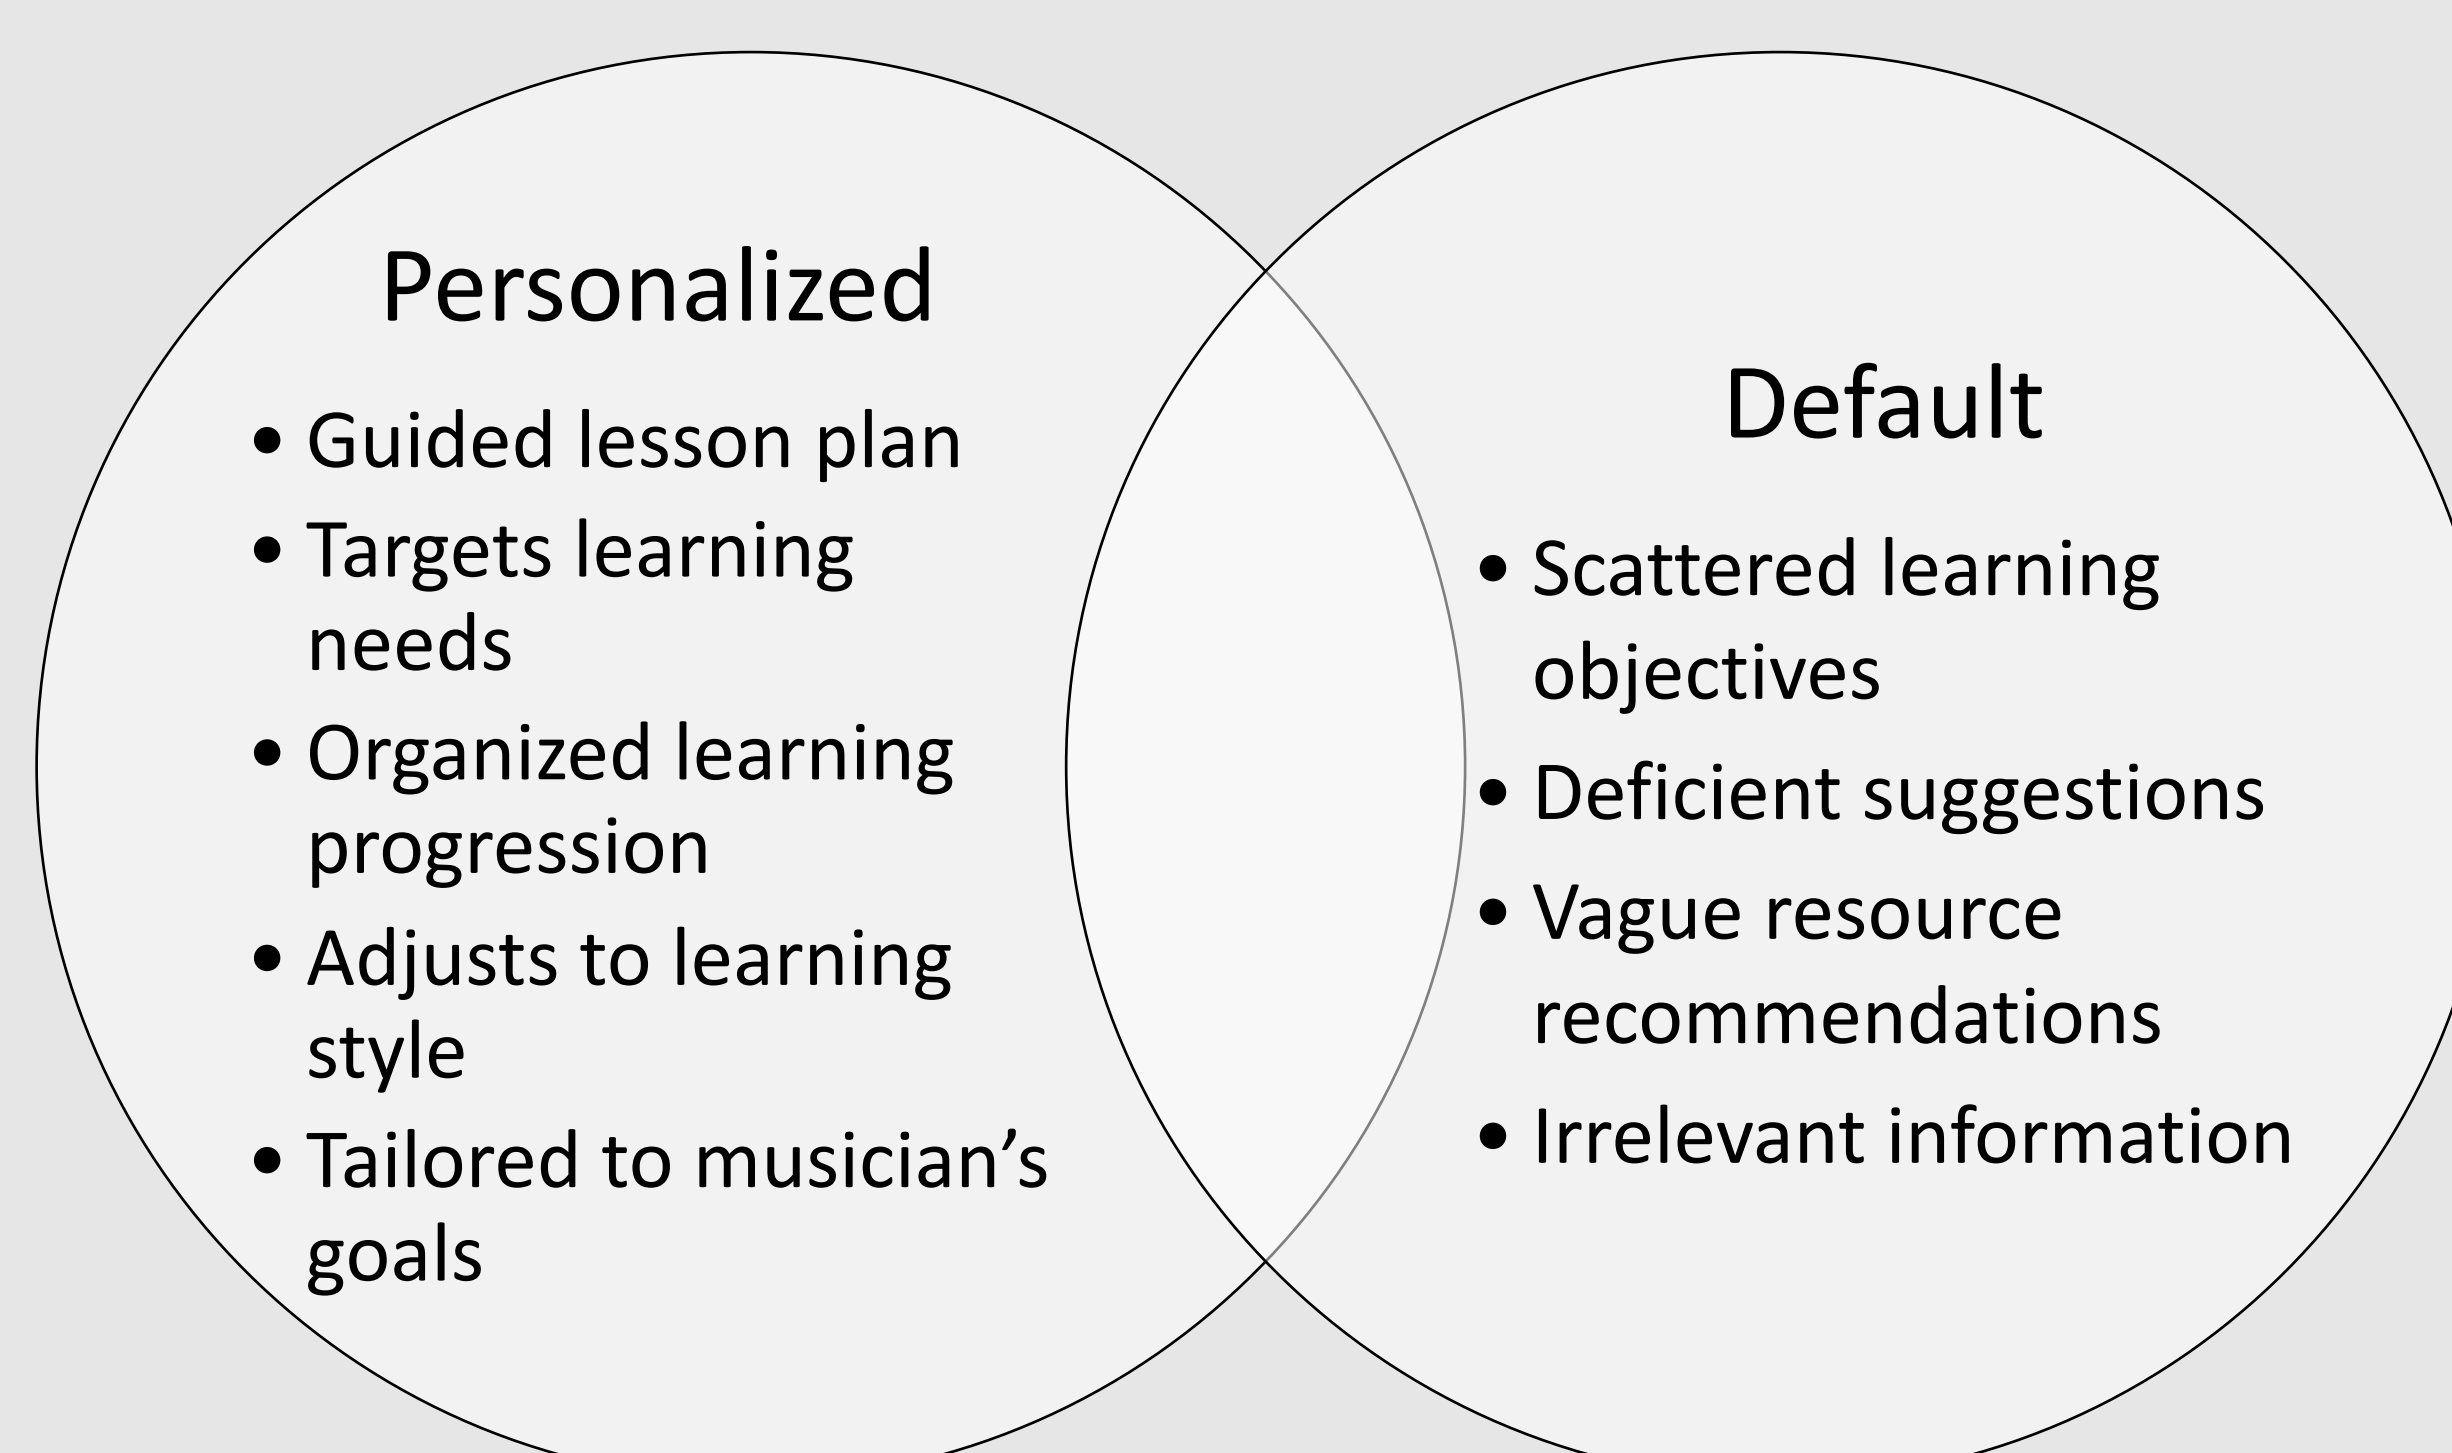 Personalized
• Guided lesson plan
• Targets learning
needs
• Organized learning
progression
• Adjusts to learning
style
• Tailored to musician’s
goals
Default
• Scattered learning
objectives
• Deficient suggestions
• Vague resource
recommendations
• Irrelevant information